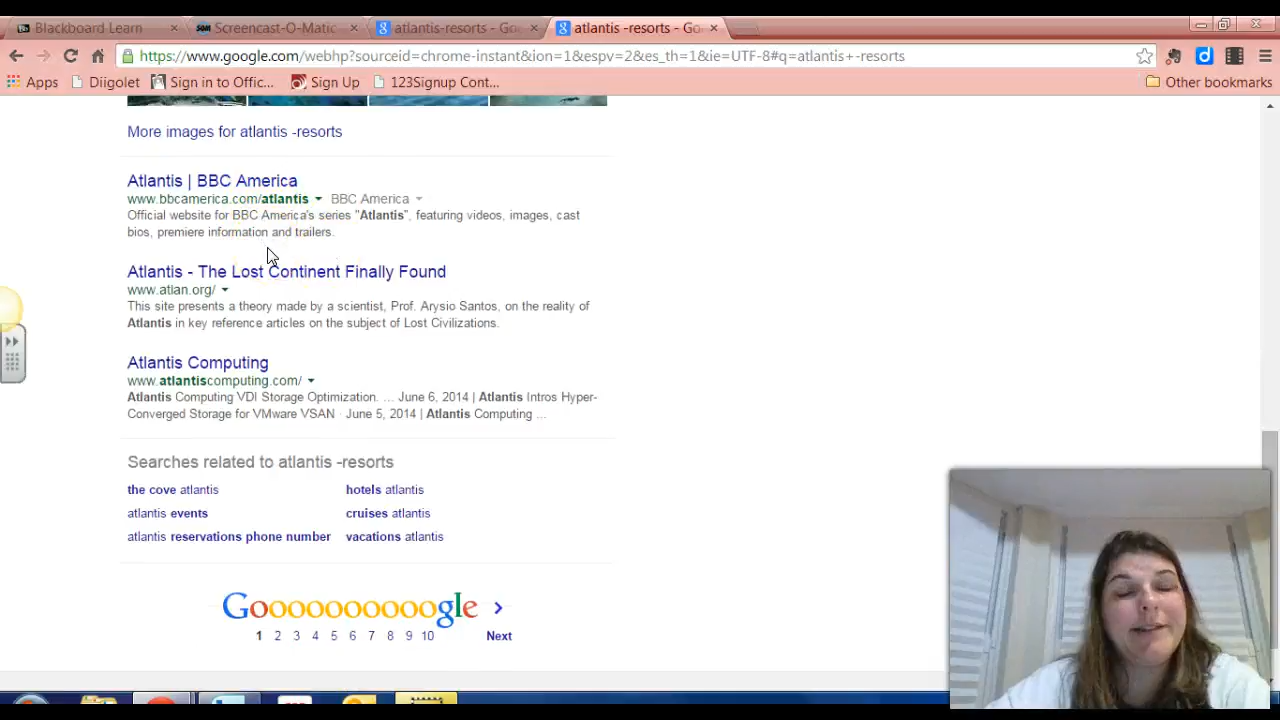 Blackboard Learn
Screencast-O-Matic
atlantis-resorts - Go
atlantis -resorts - Go
https://www.google.com/webhp?sourceid=chrome-instant&ion=1&espv=2&es_th=1&ie=UTF-8#q=atlantis+-resorts
Apps Diigolet Sign in to Offic... Sign Up 123Signup Cont... Other bookmarks
More images for atlantis -resorts
Atlantis | BBC America
www.bbcamerica.com/atlantis BBC America
Official website for BBC America's series "Atlantis", featuring videos, images, cast
bios, premiere information and trailers.
Atlantis - The Lost Continent Finally Found
www.atlan.org/
This site presents a theory made by a scientist, Prof. Arysio Santos, on the reality of
Atlantis in key reference articles on the subject of Lost Civilizations.
Atlantis Computing
www.atlantiscomputing.com/
Atlantis Computing VDI Storage Optimization. ... June 6, 2014 | Atlantis Intros Hyper-
Converged Storage for VMware VSAN · June 5, 2014 | Atlantis Computing ...
Searches related to atlantis -resorts
the cove atlantis hotels atlantis
atlantis events cruises atlantis
atlantis reservations phone number vacations atlantis
Goooooooooogle
1 2 3 4 5 6 7 8 9 10 Next